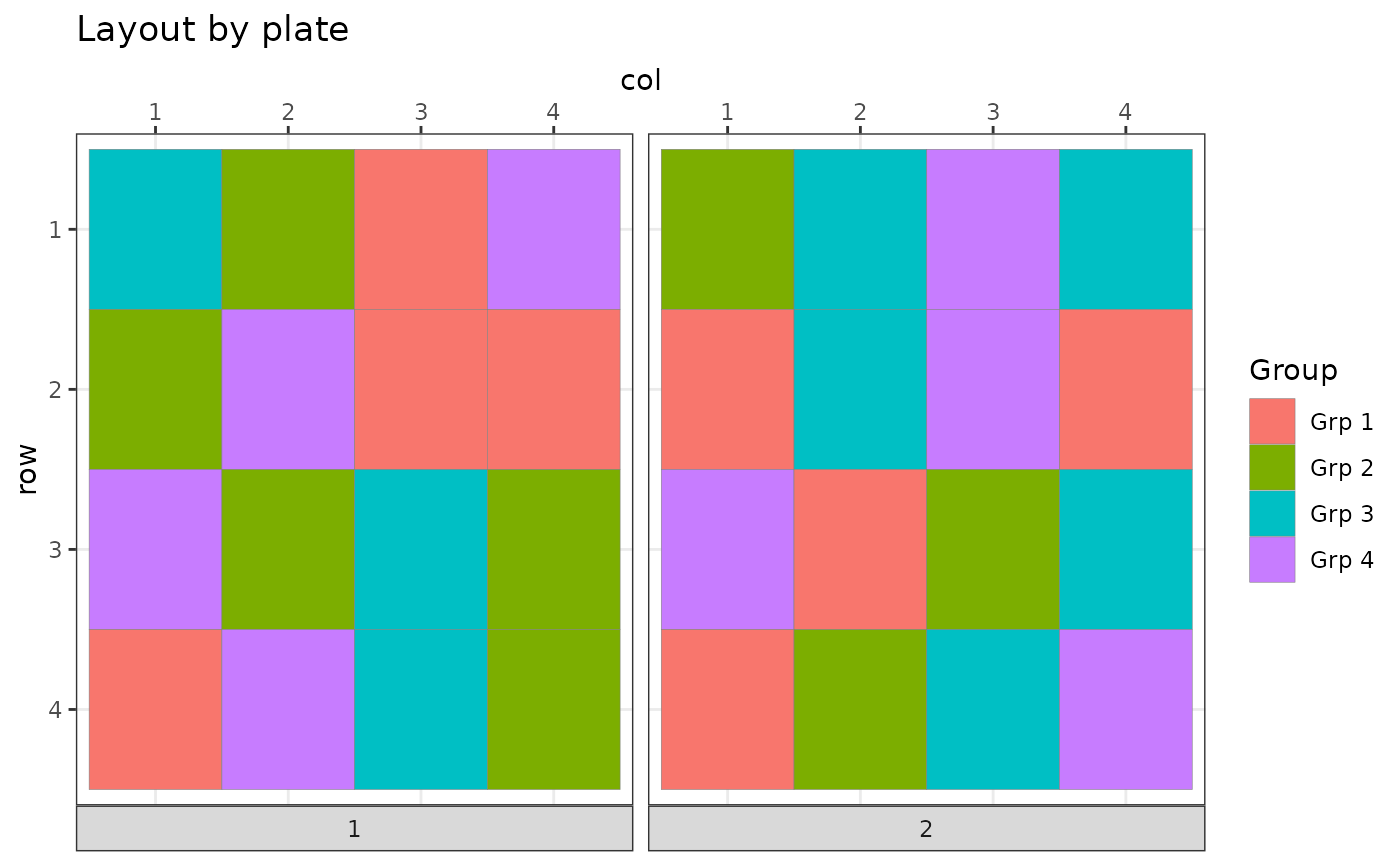 Layout by plate
col
1 2 3 4 1 2 3 4
1
2
3
4
row
Group
Grp 1
Grp 2
Grp 3
Grp 4
1 2